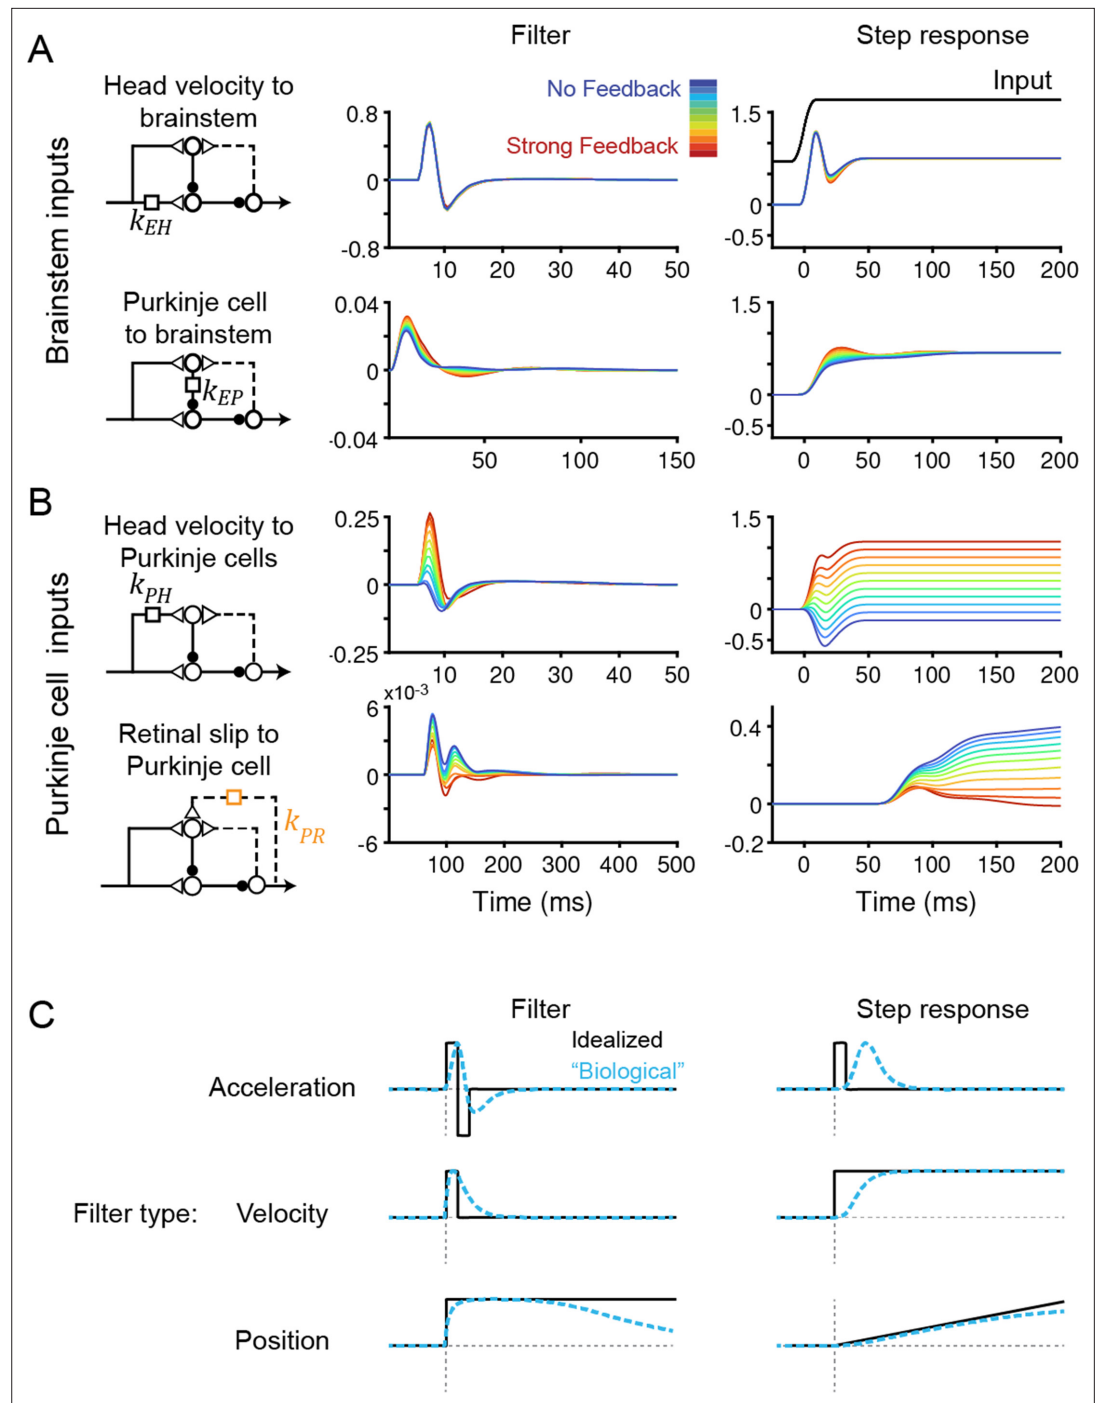 A
Filter
Step response
Head velocity to
brainstem
k_EH
No Feedback
Strong Feedback
0.8
0
-0.8
10 20 30 40 50
Input
1.5
0
-0.5
0 50 100 150 200
Brainstem inputs
Purkinje cell
to brainstem
k_EP
0.04
0
-0.04
50 100 150
1.5
0
-0.5
0 50 100 150 200
B
Head velocity to
Purkinje cells
k_PH
0.25
0
-0.25
10 20 30 40 50
1.5
0
-0.5
0 50 100 150 200
Purkinje cell inputs
Retinal slip to
Purkinje cell
k_PR
x10-3
6
0
-6
100 200 300 400 500
Time (ms)
0.4
0
-0.2
0 50 100 150 200
Time (ms)
C
Filter
Step response
Idealized
"Biological"
Acceleration
Filter type: Velocity
Position